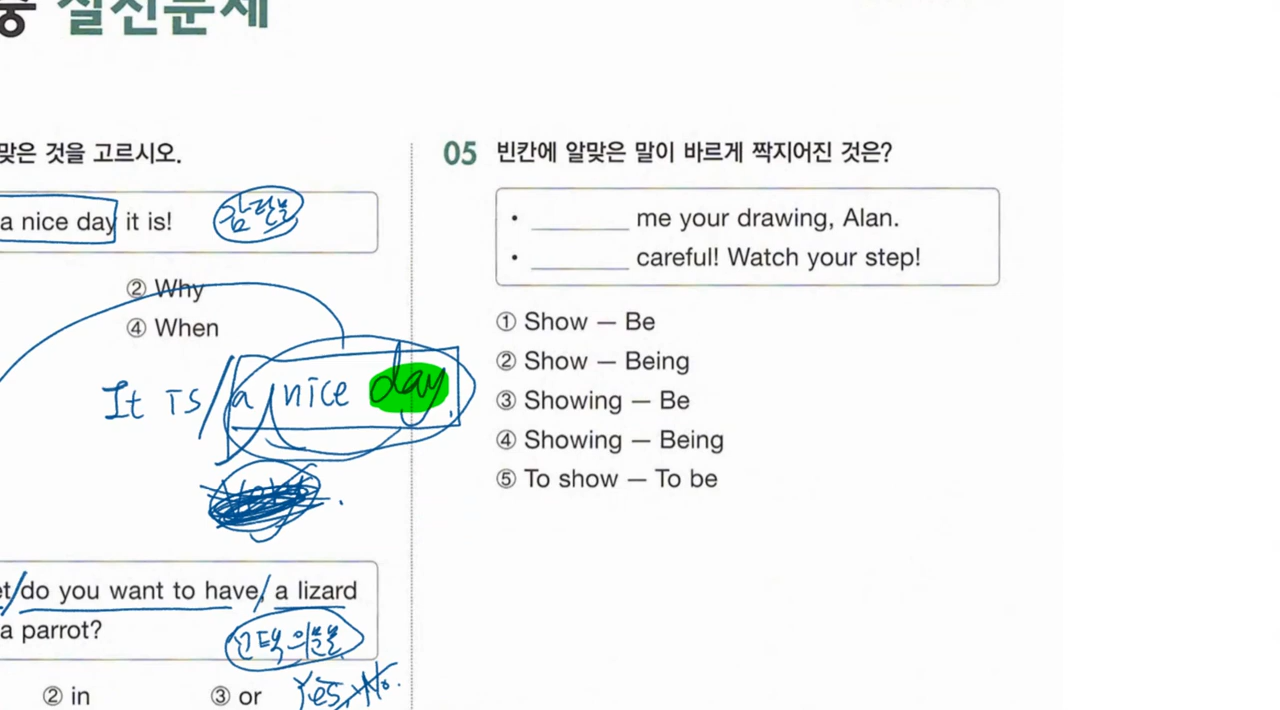 실전문제
맞은 것을 고르시오.
a nice day it is!
감탄문
② Why
④ When
It is / a nice day.
et/do you want to have, / a lizard
a parrot?
선택의문문
② in
③ or
Yes, No.
05 빈칸에 알맞은 말이 바르게 짝지어진 것은?
• ______ me your drawing, Alan.
• ______ careful! Watch your step!
① Show — Be
② Show — Being
③ Showing — Be
④ Showing — Being
⑤ To show — To be